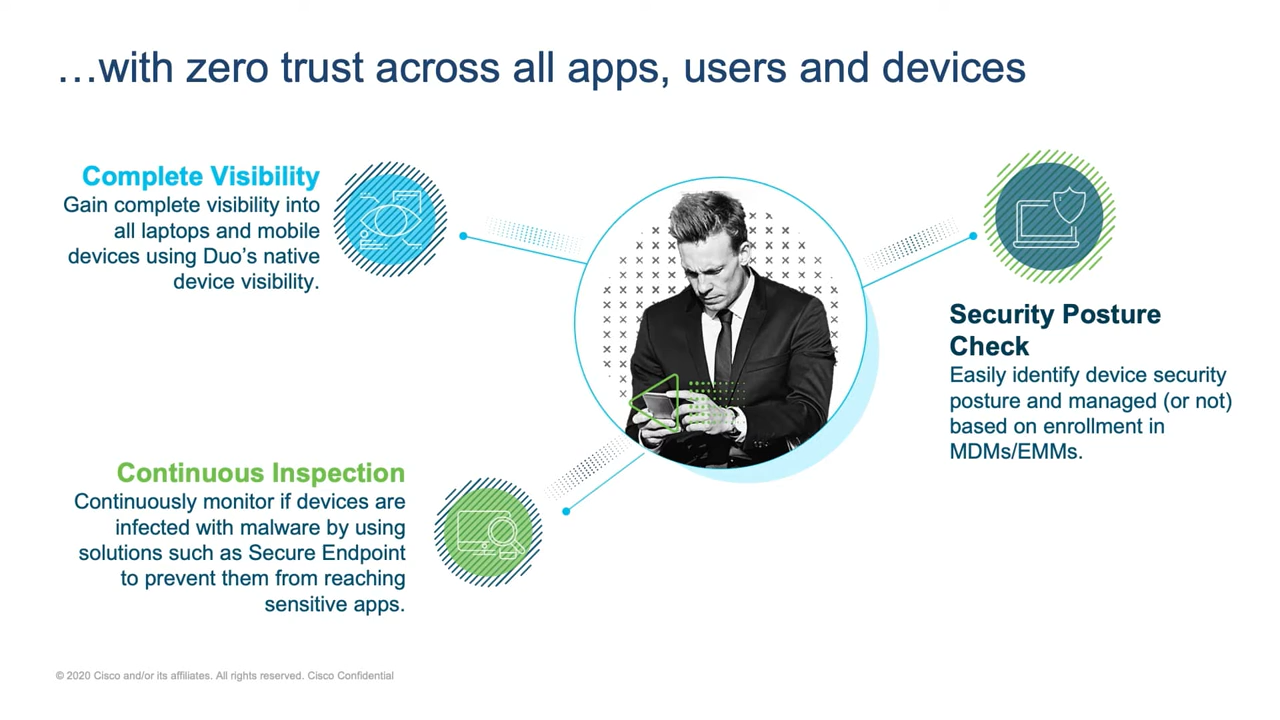 …with zero trust across all apps, users and devices
Complete Visibility
Gain complete visibility into
all laptops and mobile
devices using Duo’s native
device visibility.
Security Posture
Check
Easily identify device security
posture and managed (or not)
based on enrollment in
MDMs/EMMs.
Continuous Inspection
Continuously monitor if devices are
infected with malware by using
solutions such as Secure Endpoint
to prevent them from reaching
sensitive apps.
© 2020 Cisco and/or its affiliates. All rights reserved. Cisco Confidential